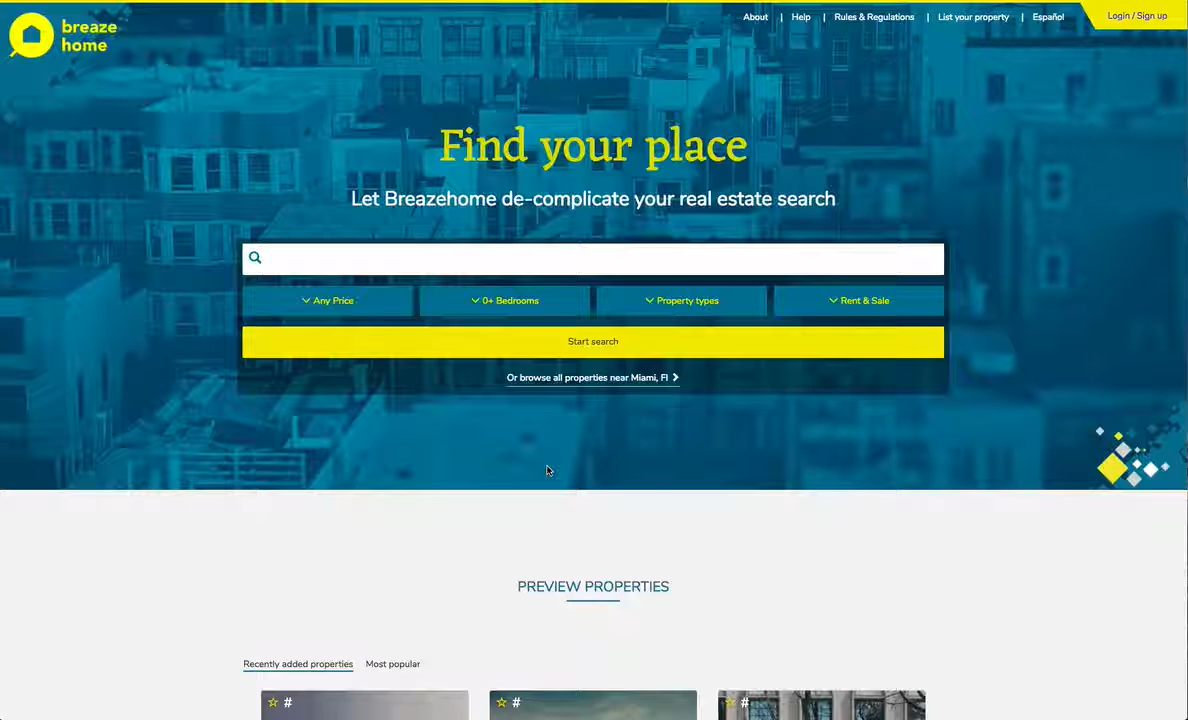 breaze
home
About | Help | Rules & Regulations | List your property | Español
Login / Sign up
Find your place
Let Breazehome de-complicate your real estate search
Any Price
0+ Bedrooms
Property types
Rent & Sale
Start search
Or browse all properties near Miami, Fl
PREVIEW PROPERTIES
Recently added properties
Most popular
#
#
#